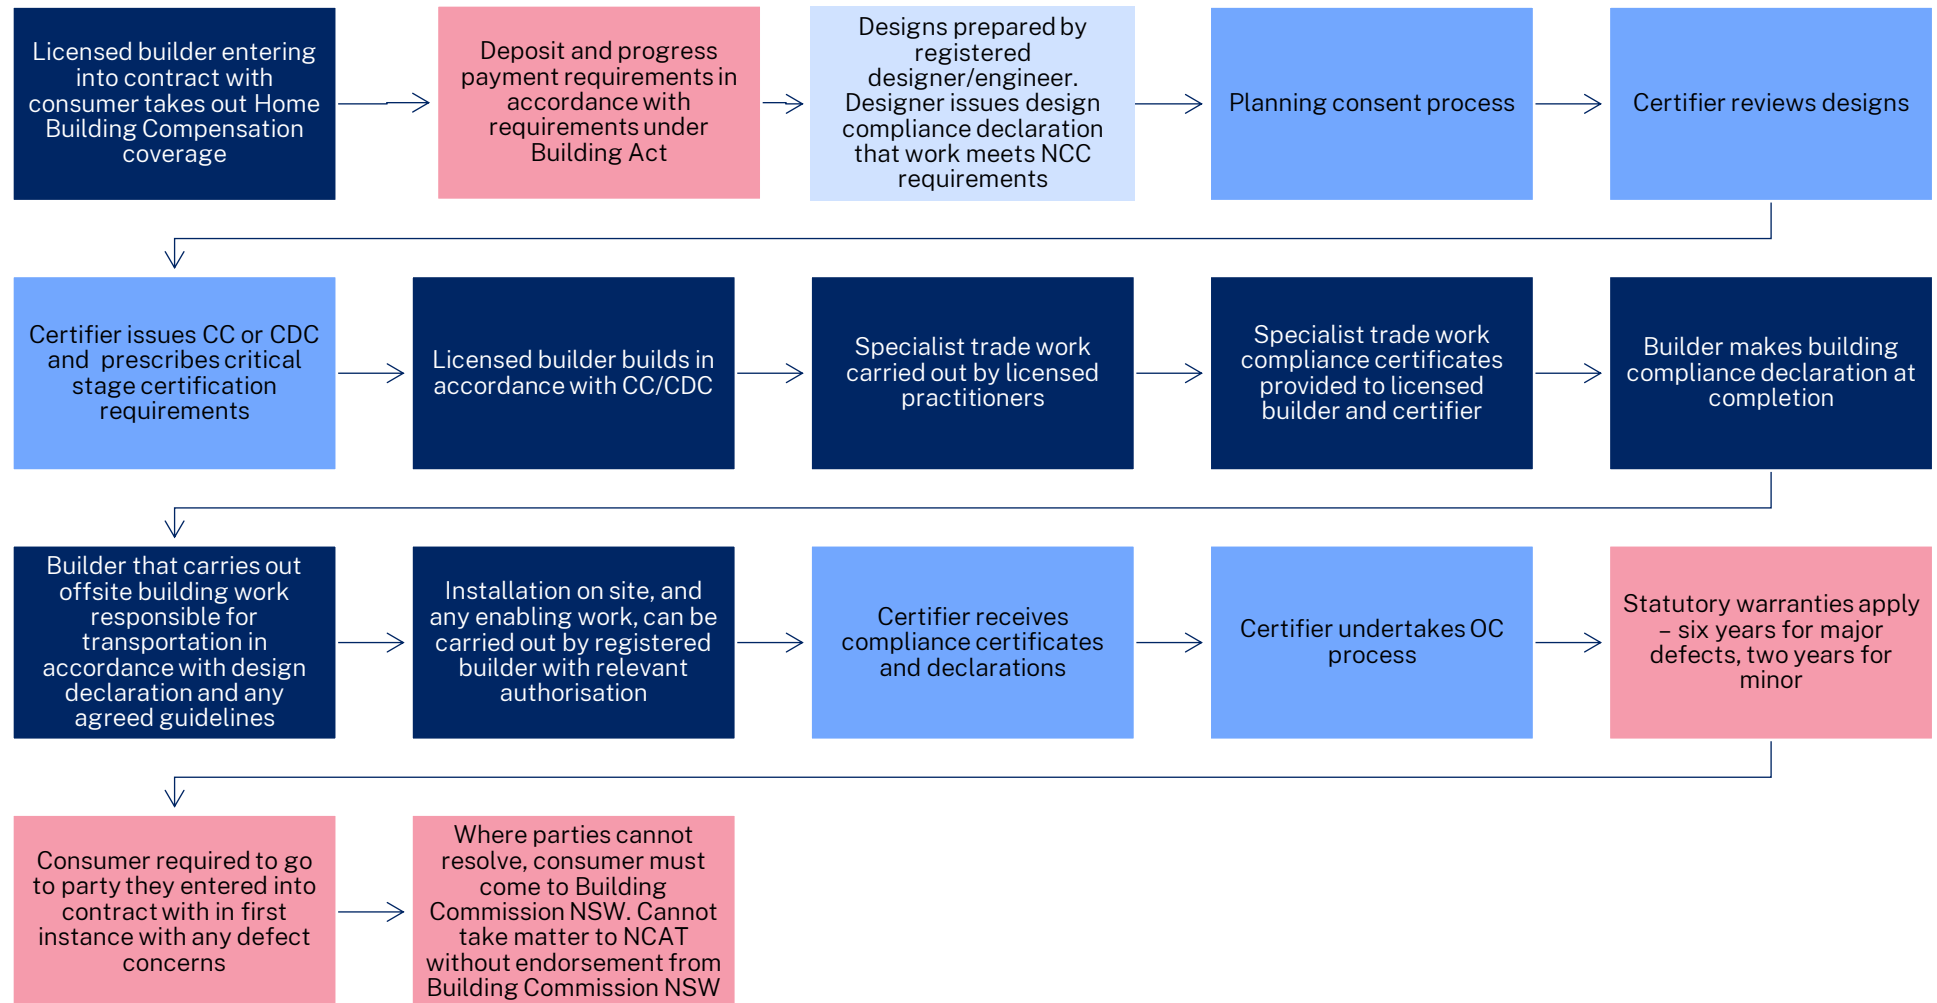 Licensed builder entering
into contract with
consumer takes out Home
Building Compensation
coverage
Deposit and progress
payment requirements in
accordance with
requirements under
Building Act
Designs prepared by
registered
designer/engineer.
Designer issues design
compliance declaration
that work meets NCC
requirements
Planning consent process
Certifier reviews designs
Certifier issues CC or CDC
and prescribes critical
stage certification
requirements
Licensed builder builds in
accordance with CC/CDC
Specialist trade work
carried out by licensed
practitioners
Specialist trade work
compliance certificates
provided to licensed
builder and certifier
Builder makes building
compliance declaration at
completion
Builder that carries out
offsite building work
responsible for
transportation in
accordance with design
declaration and any
agreed guidelines
Installation on site, and
any enabling work, can be
carried out by registered
builder with relevant
authorisation
Certifier receives
compliance certificates
and declarations
Certifier undertakes OC
process
Statutory warranties apply
– six years for major
defects, two years for
minor
Consumer required to go
to party they entered into
contract with in first
instance with any defect
concerns
Where parties cannot
resolve, consumer must
come to Building
Commission NSW. Cannot
take matter to NCAT
without endorsement from
Building Commission NSW